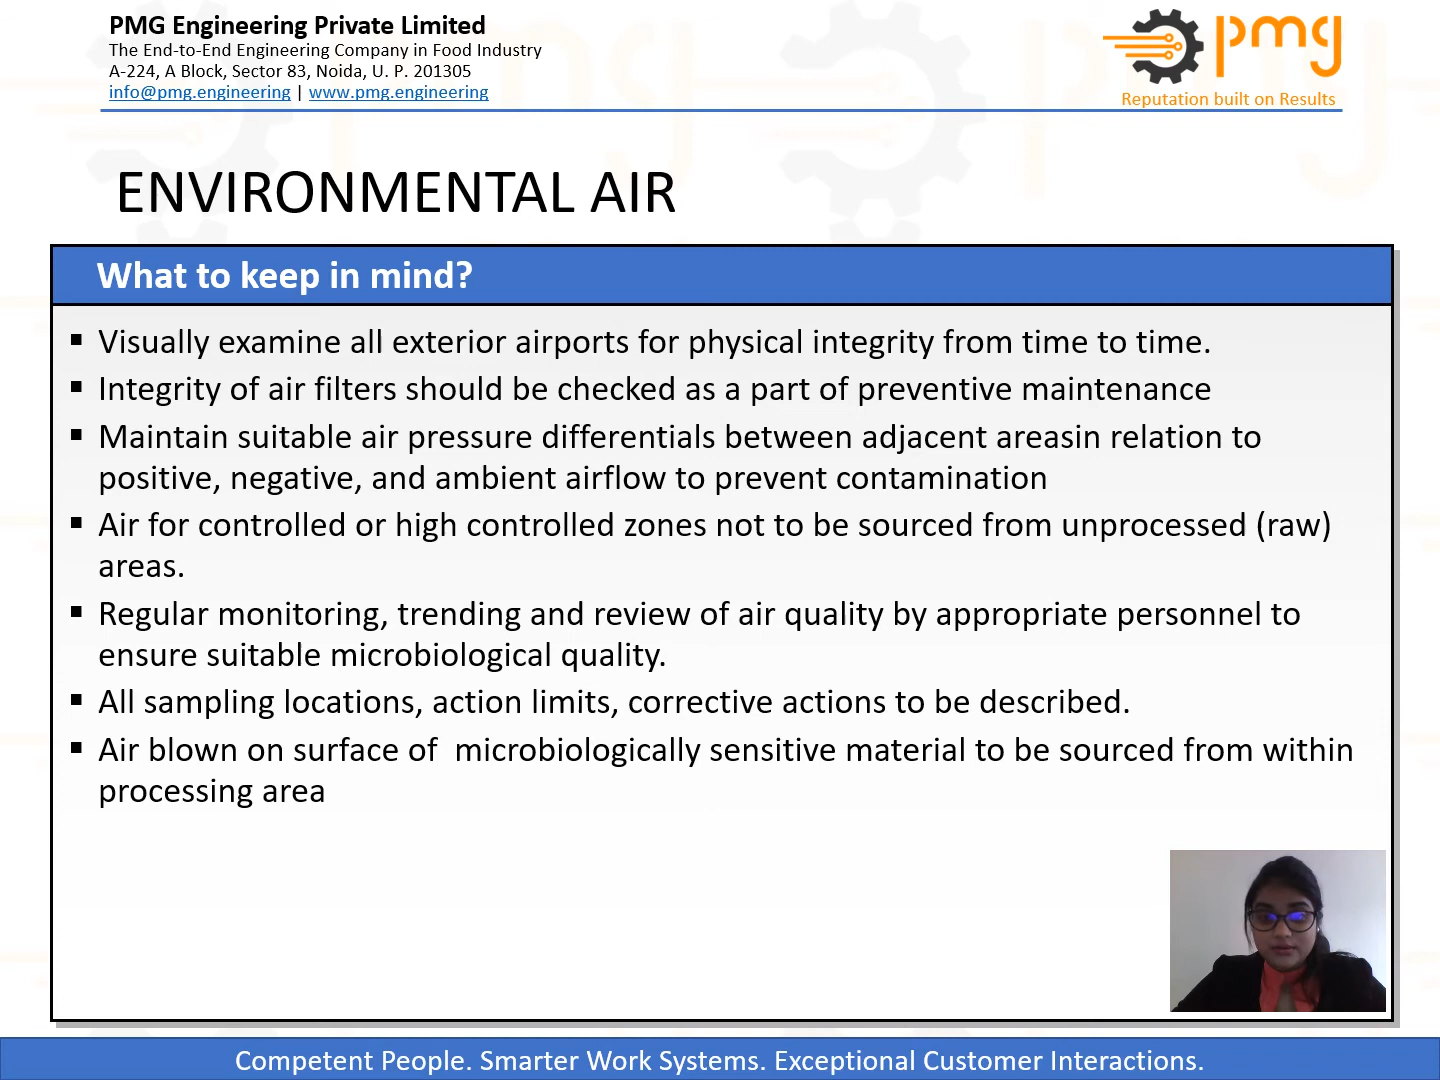 PMG Engineering Private Limited
The End-to-End Engineering Company in Food Industry
A-224, A Block, Sector 83, Noida, U. P. 201305
info@pmg.engineering | www.pmg.engineering
pmg
Reputation built on Results
ENVIRONMENTAL AIR
What to keep in mind?
▪ Visually examine all exterior airports for physical integrity from time to time.
▪ Integrity of air filters should be checked as a part of preventive maintenance
▪ Maintain suitable air pressure differentials between adjacent areasin relation to
positive, negative, and ambient airflow to prevent contamination
▪ Air for controlled or high controlled zones not to be sourced from unprocessed (raw)
areas.
▪ Regular monitoring, trending and review of air quality by appropriate personnel to
ensure suitable microbiological quality.
▪ All sampling locations, action limits, corrective actions to be described.
▪ Air blown on surface of  microbiologically sensitive material to be sourced from within
processing area
Competent People. Smarter Work Systems. Exceptional Customer Interactions.